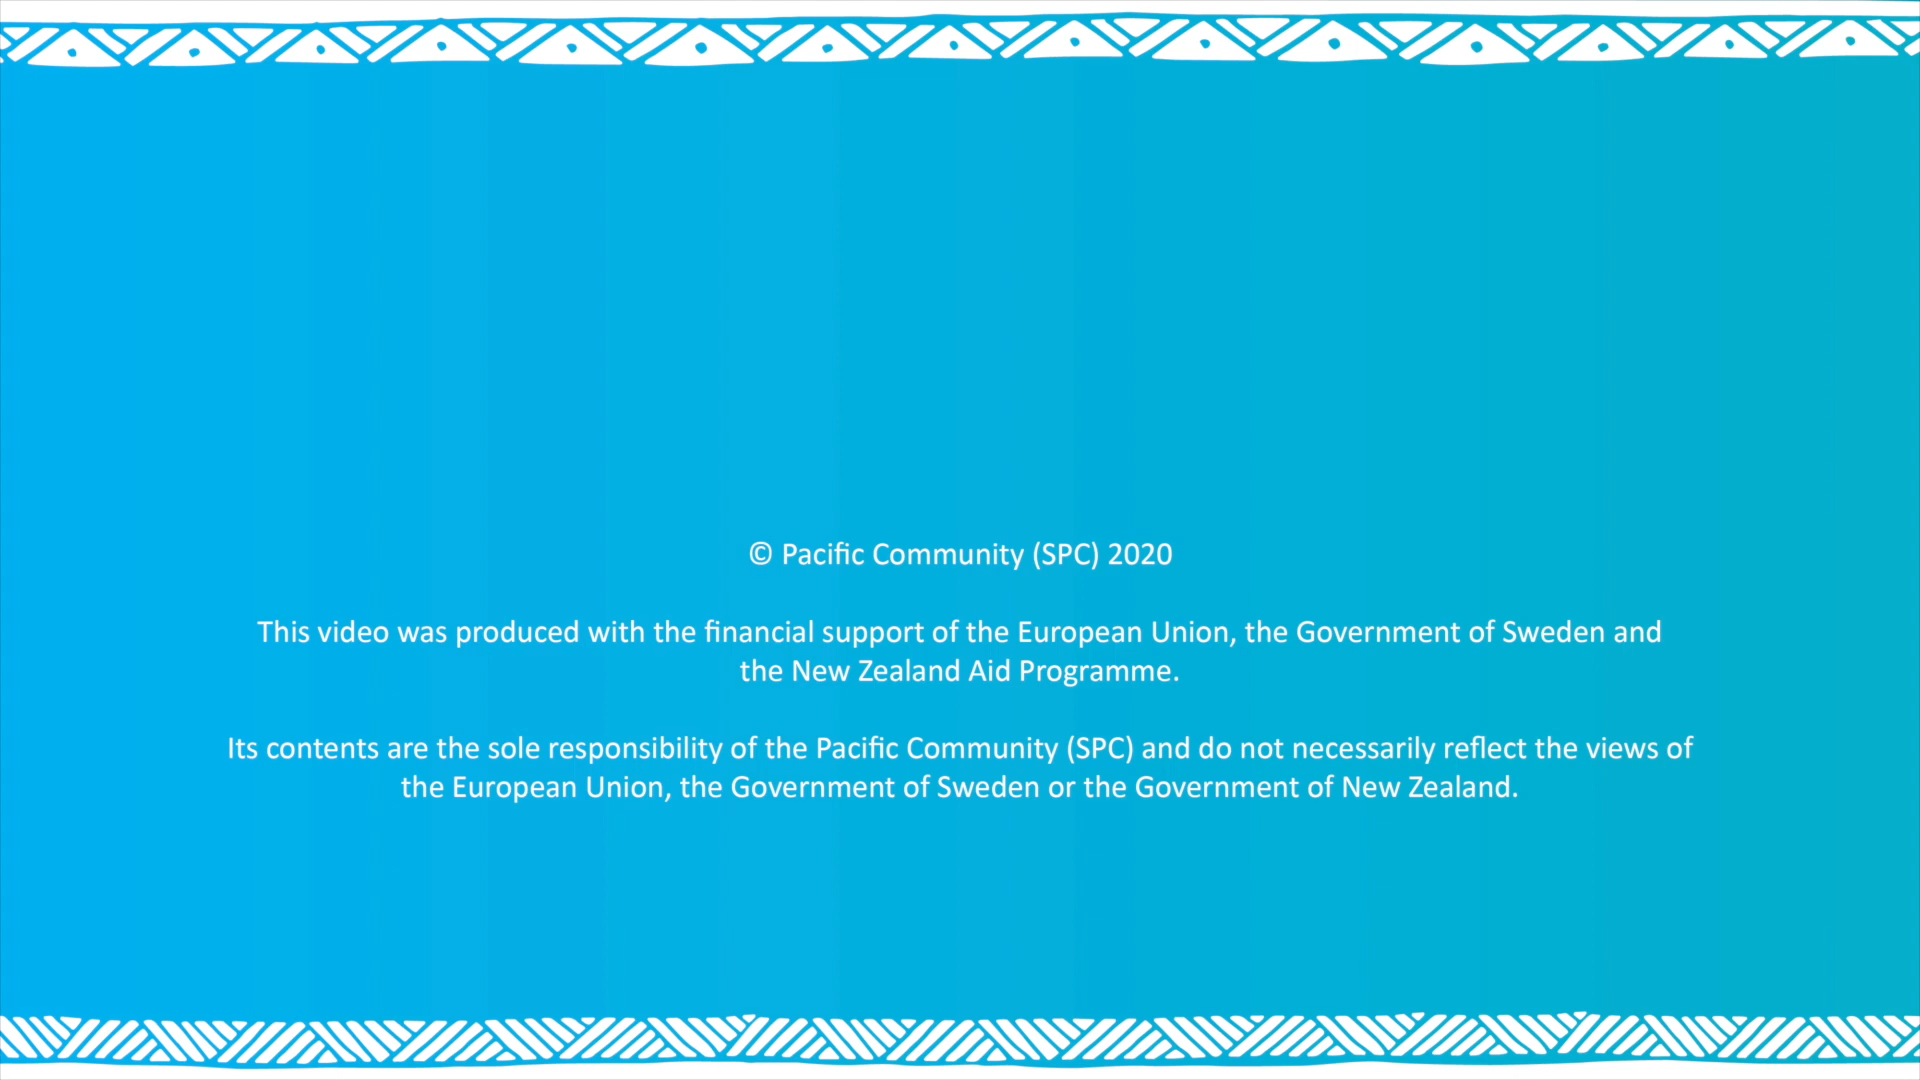 © Pacific Community (SPC) 2020
This video was produced with the financial support of the European Union, the Government of Sweden and
the New Zealand Aid Programme.
Its contents are the sole responsibility of the Pacific Community (SPC) and do not necessarily reflect the views of
the European Union, the Government of Sweden or the Government of New Zealand.